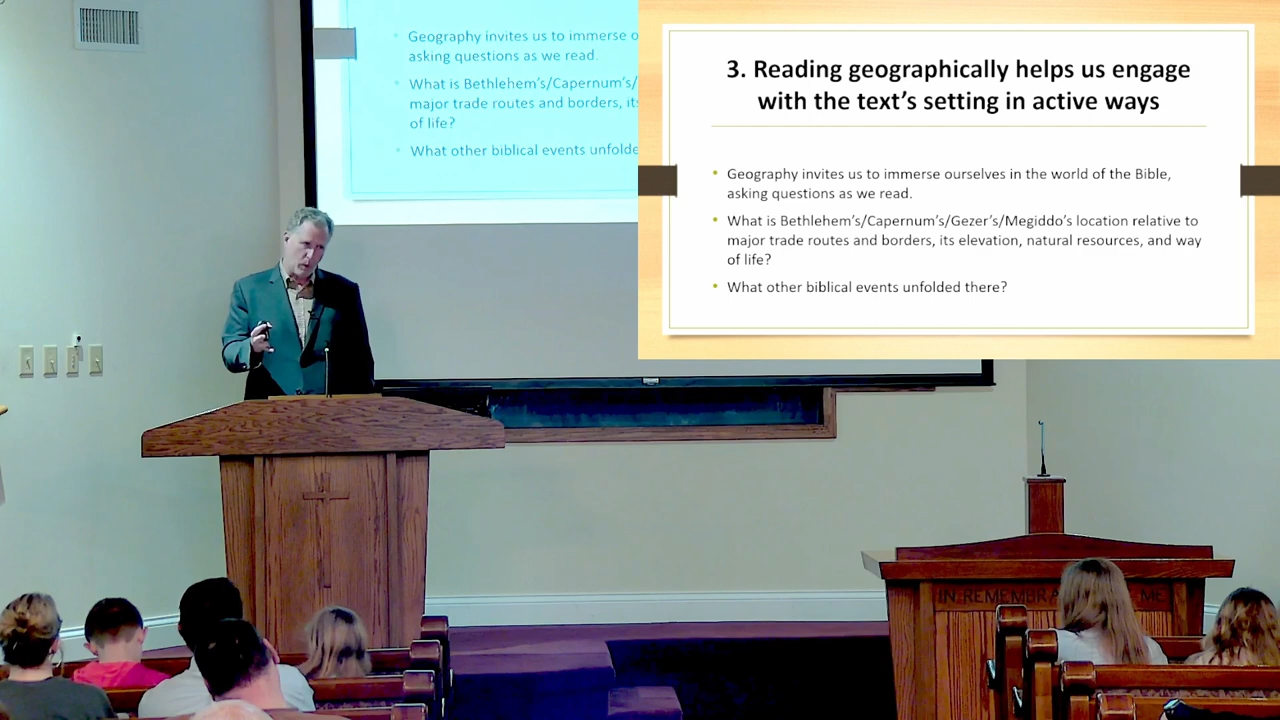 Geography invites us to immerse o
asking questions as we read.
What is Bethlehem's/Capernum's/
major trade routes and borders, its
of life?
What other biblical events unfolde
3. Reading geographically helps us engage
with the text's setting in active ways
Geography invites us to immerse ourselves in the world of the Bible,
asking questions as we read.
What is Bethlehem's/Capernum's/Gezer's/Megiddo's location relative to
major trade routes and borders, its elevation, natural resources, and way
of life?
What other biblical events unfolded there?
IN REMEMBRA ME